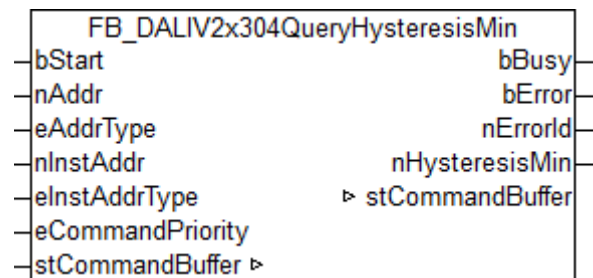 FB_DALIV2x304QueryHysteresisMin
bStart bBusy
nAddr bError
eAddrType nErrorId
nInstAddr nHysteresisMin
eInstAddrType ▹ stCommandBuffer
eCommandPriority
stCommandBuffer ▹